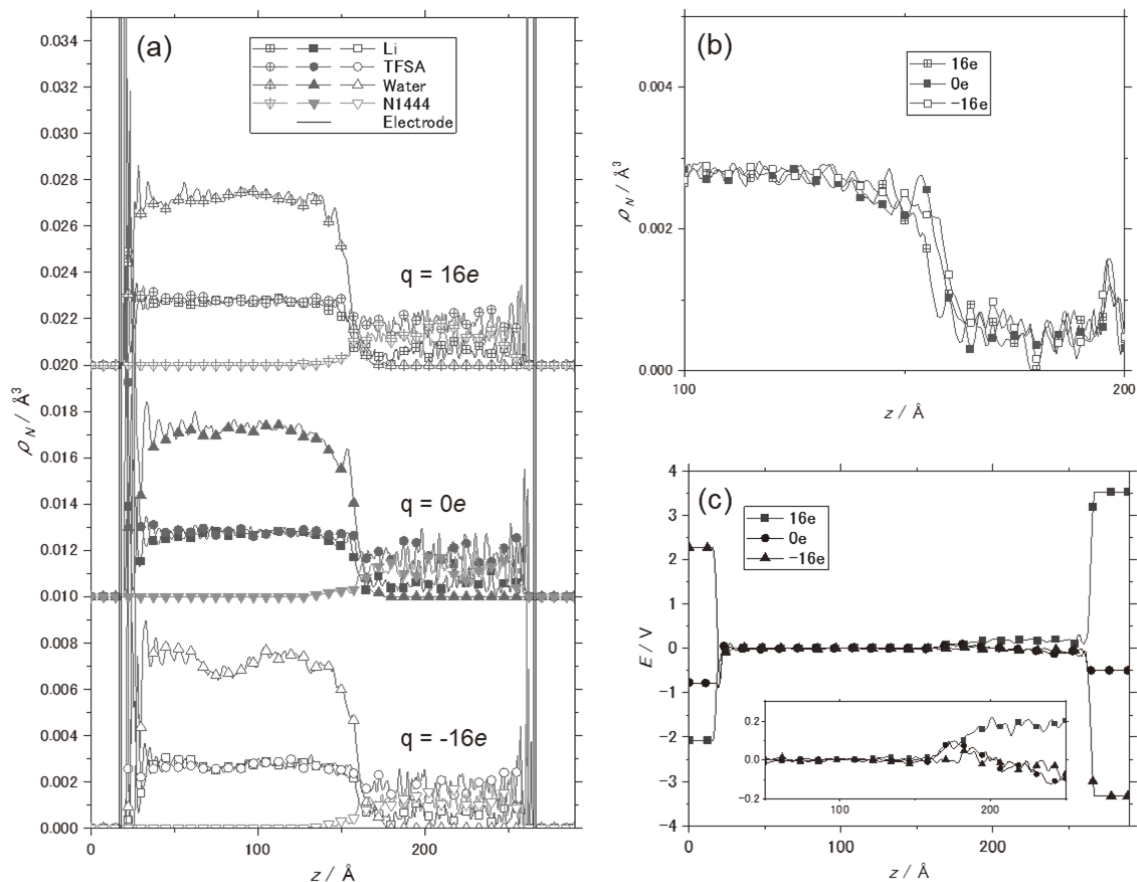 (a)
Li
TFSA
Water
N1444
Electrode
q = 16e
q = 0e
q = -16e
0.034
0.032
0.030
0.028
0.026
0.024
0.022
0.020
0.018
0.016
0.014
0.012
0.010
0.008
0.006
0.004
0.002
0.000
ρN / Å³
0 100 200
z / Å
(b)
16e
0e
−16e
0.004
0.002
0.000
ρN / Å³
100 200
z / Å
(c)
16e
0e
−16e
4
3
2
1
0
-1
-2
-3
-4
E / V
0.2
0.0
-0.2
100 200
0 50 100 150 200 250
z / Å